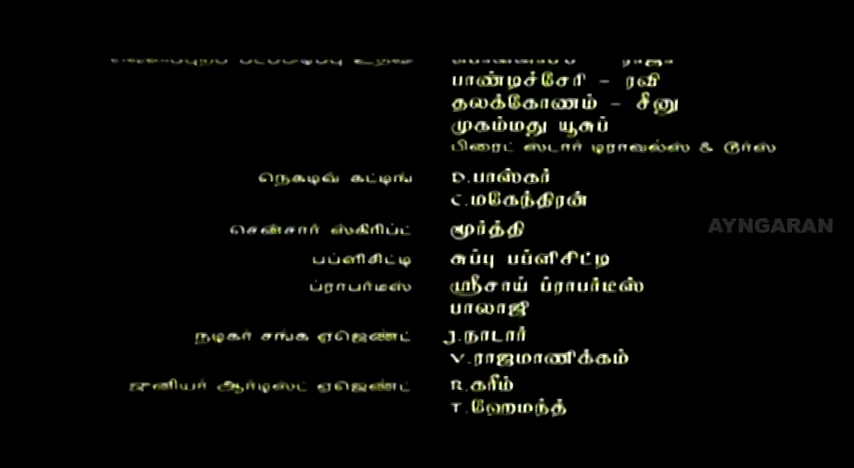 பாண்டிச்சேரி - ரவி
தலக்கோணம் - சீனு
முகம்மது யூசுப்
பிரைட் ஸ்டார் டிராவல்ஸ் & டூர்ஸ்
நெகடிவ் கட்டிங் D.பாஸ்கர்
C.மகேந்திரன்
சென்சார் ஸ்கிரிப்ட் மூர்த்தி
பப்ளிசிட்டி சுப்பு பப்ளிசிட்டி
ப்ராபர்டீஸ் ஸ்ரீசாய் ப்ராபர்டீஸ்
பாலாஜி
நடிகர் சங்க ஏஜெண்ட் J.நாடார்
V.ராஜமாணிக்கம்
ஜுனியர் ஆர்டிஸ்ட் ஏஜெண்ட் R.கரீம்
T.ஹேமந்த்
AYNGARAN